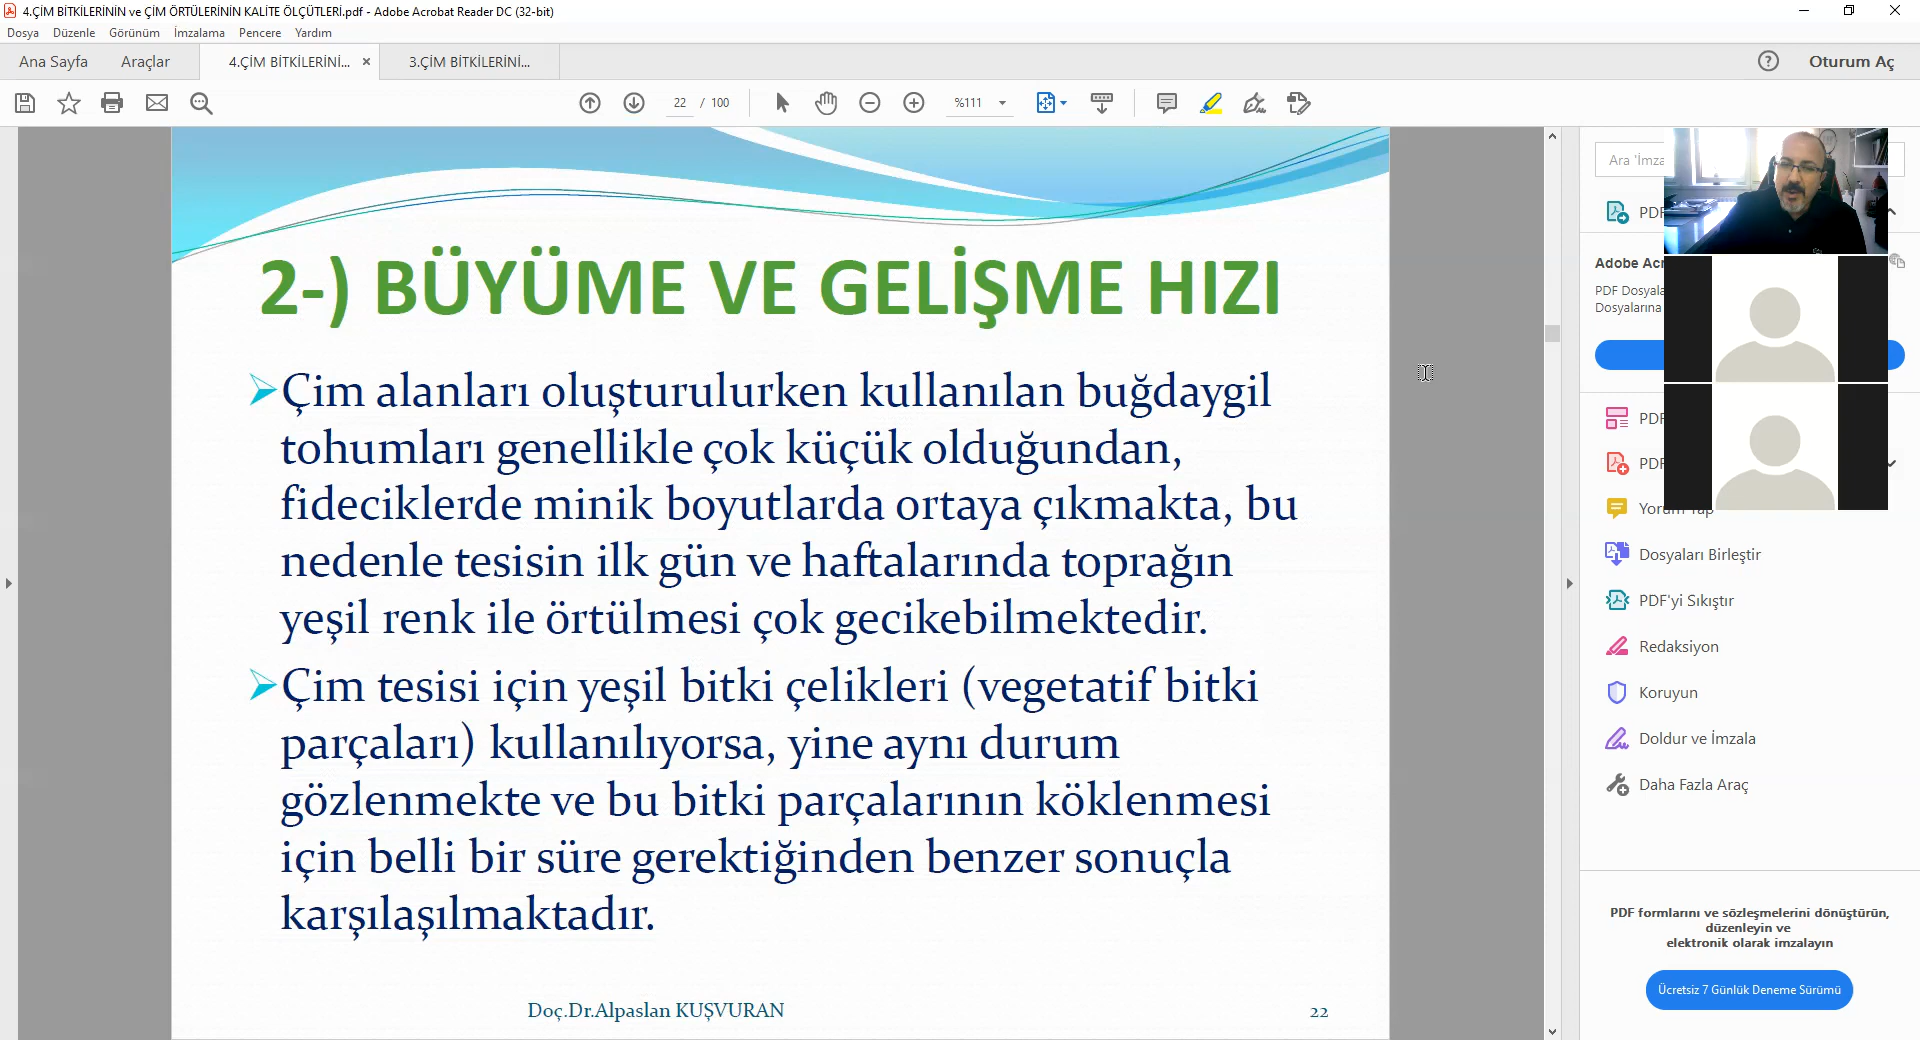 4.ÇİM BİTKİLERİNİN ve ÇİM ÖRTÜLERİNİN KALİTE ÖLÇÜTLERİ.pdf - Adobe Acrobat Reader DC (32-bit)
Dosya Düzenle Görünüm İmzalama Pencere Yardım
Ana Sayfa Araçlar 4.ÇİM BİTKİLERİNİ... × 3.ÇİM BİTKİLERİNİ... Oturum Aç
22 / 100 %111
2-) BÜYÜME VE GELİŞME HIZI
Çim alanları oluşturulurken kullanılan buğdaygil
tohumları genellikle çok küçük olduğundan,
fideciklerde minik boyutlarda ortaya çıkmakta, bu
nedenle tesisin ilk gün ve haftalarında toprağın
yeşil renk ile örtülmesi çok gecikebilmektedir.
Çim tesisi için yeşil bitki çelikleri (vegetatif bitki
parçaları) kullanılıyorsa, yine aynı durum
gözlenmekte ve bu bitki parçalarının köklenmesi
için belli bir süre gerektiğinden benzer sonuçla
karşılaşılmaktadır.
Doç.Dr.Alpaslan KUŞVURAN 22
Ara 'İmza
PDF
Adobe Acr
PDF Dosyala
Dosyalarına
PDF
PDF
Yorum Yap
Dosyaları Birleştir
PDF'yi Sıkıştır
Redaksiyon
Koruyun
Doldur ve İmzala
Daha Fazla Araç
PDF formlarını ve sözleşmelerini dönüştürün,
düzenleyin ve
elektronik olarak imzalayın
Ücretsiz 7 Günlük Deneme Sürümü